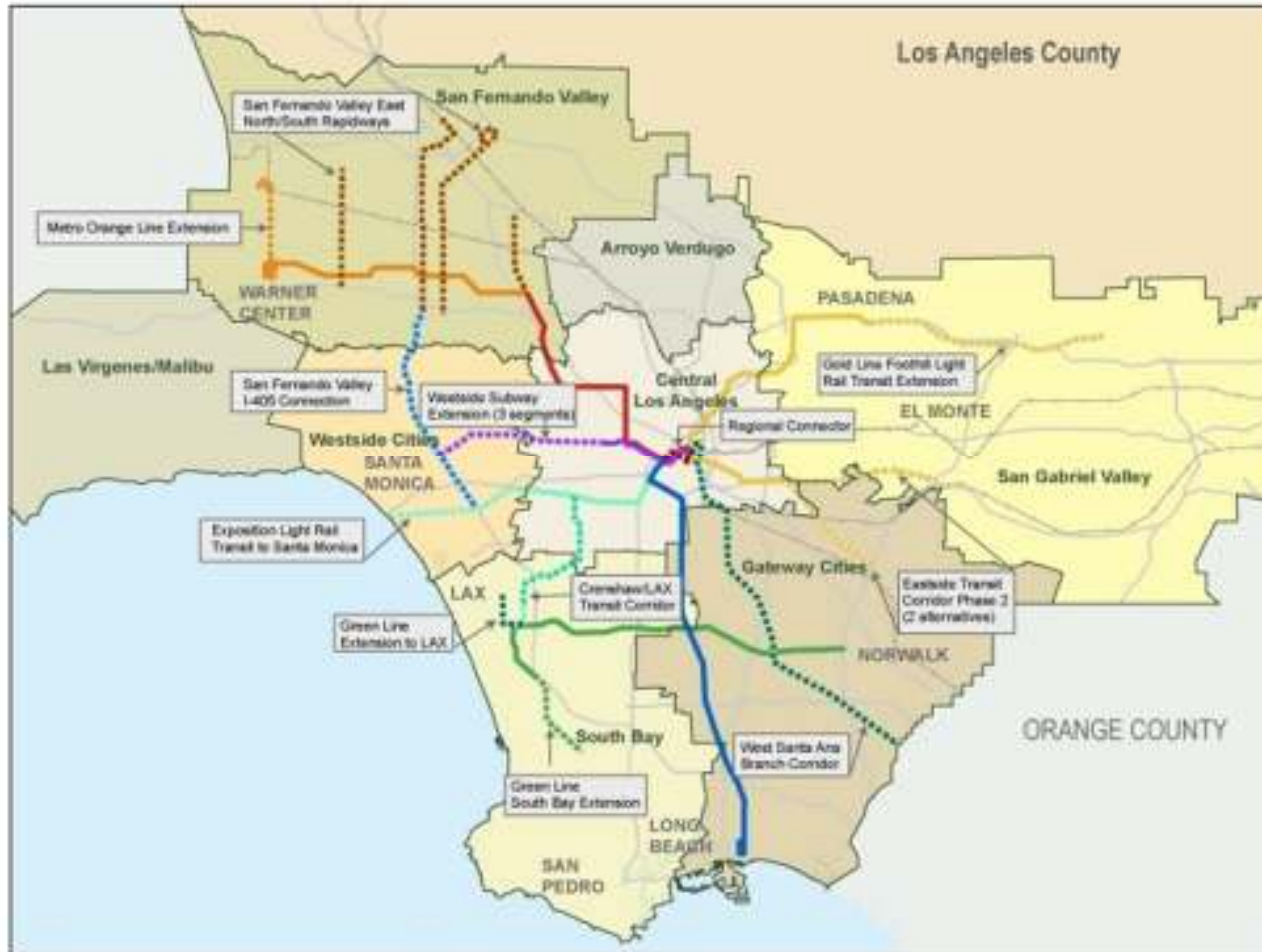 Los Angeles County
San Fernando Valley
San Fernando Valley East
North/South Rapidways
Metro Orange Line Extension
Arroyo Verdugo
WARNER
CENTER
PASADENA
Las Virgenes/Malibu
San Fernando Valley
I-405 Connection
Westside Subway
Extension (3 segments)
Central
Los Angeles
Gold Line Foothill Light
Rail Transit Extension
EL MONTE
Regional Connector
Westside Cities
SANTA
MONICA
San Gabriel Valley
Exposition Light Rail
Transit to Santa Monica
Gateway Cities
LAX
Crenshaw/LAX
Transit Corridor
Eastside Transit
Corridor Phase 2
(2 alternatives)
Green Line
Extension to LAX
NORWALK
ORANGE COUNTY
South Bay
West Santa Ana
Branch Corridor
Green Line
South Bay Extension
LONG
BEACH
SAN
PEDRO